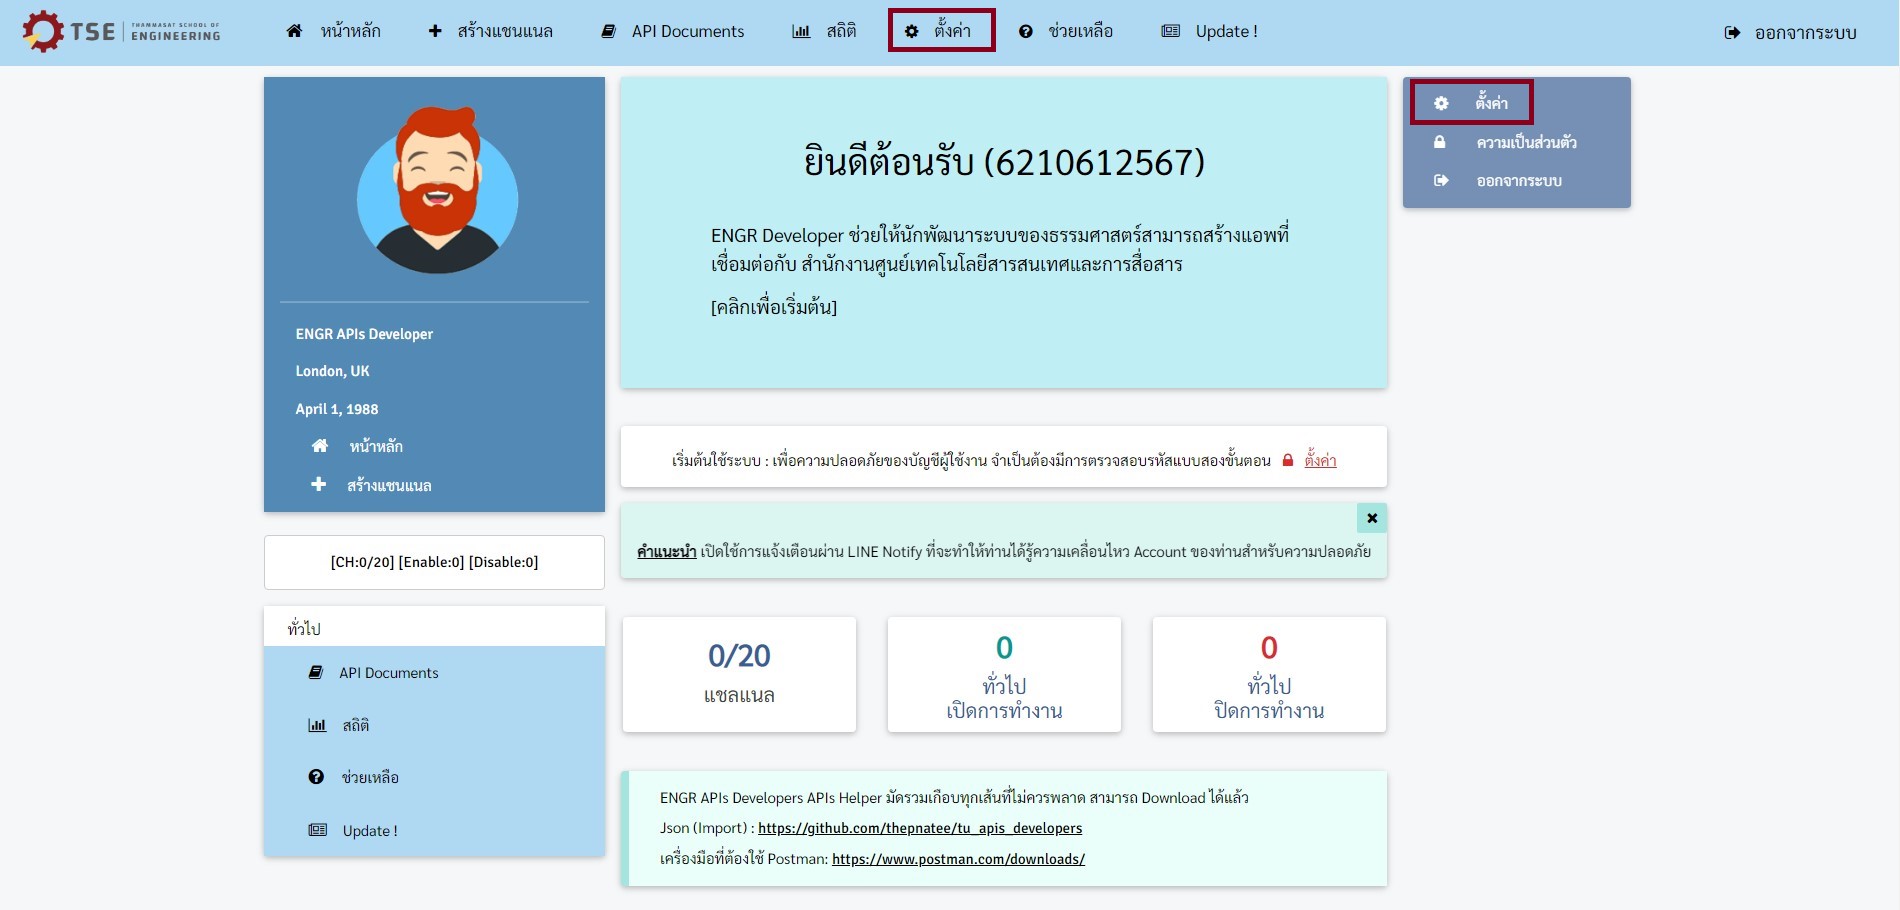 TSE
THAMMASAT SCHOOL OF
ENGINEERING
หน้าหลัก
สร้างแชนแนล
API Documents
สถิติ
ตั้งค่า
ช่วยเหลือ
Update !
ออกจากระบบ
ENGR APIs Developer
London, UK
April 1, 1988
หน้าหลัก
สร้างแชนแนล
[CH:0/20] [Enable:0] [Disable:0]
ทั่วไป
API Documents
สถิติ
ช่วยเหลือ
Update !
ยินดีต้อนรับ (6210612567)
ENGR Developer ช่วยให้นักพัฒนาระบบของธรรมศาสตร์สามารถสร้างแอพที่
เชื่อมต่อกับ สำนักงานศูนย์เทคโนโลยีสารสนเทศและการสื่อสาร
[คลิกเพื่อเริ่มต้น]
เริ่มต้นใช้ระบบ : เพื่อความปลอดภัยของบัญชีผู้ใช้งาน จำเป็นต้องมีการตรวจสอบรหัสแบบสองขั้นตอน ตั้งค่า
คำแนะนำ เปิดใช้การแจ้งเตือนผ่าน LINE Notify ที่จะทำให้ท่านได้รู้ความเคลื่อนไหว Account ของท่านสำหรับความปลอดภัย
0/20
แชลแนล
0
ทั่วไป
เปิดการทำงาน
0
ทั่วไป
ปิดการทำงาน
ENGR APIs Developers APIs Helper มัดรวมเกือบทุกเส้นที่ไม่ควรพลาด สามารถ Download ได้แล้ว
Json (Import) : https://github.com/thepnatee/tu_apis_developers
เครื่องมือที่ต้องใช้ Postman: https://www.postman.com/downloads/
ตั้งค่า
ความเป็นส่วนตัว
ออกจากระบบ